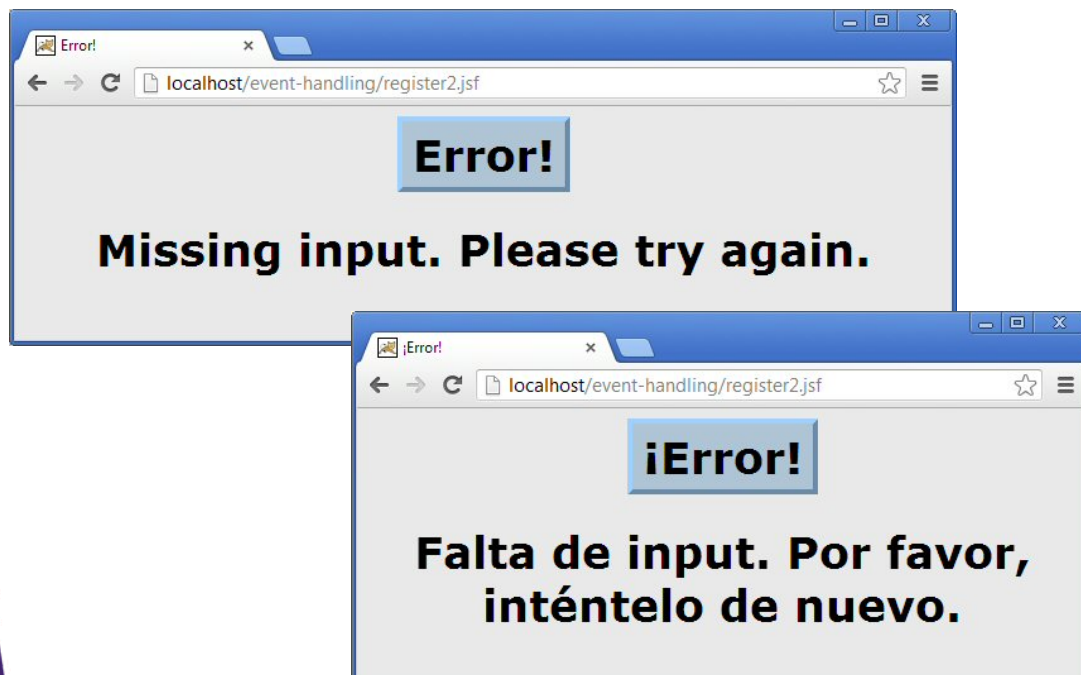 Error!
localhost/event-handling/register2.jsf
Error!
Missing input. Please try again.
¡Error!
localhost/event-handling/register2.jsf
¡Error!
Falta de input. Por favor,
inténtelo de nuevo.